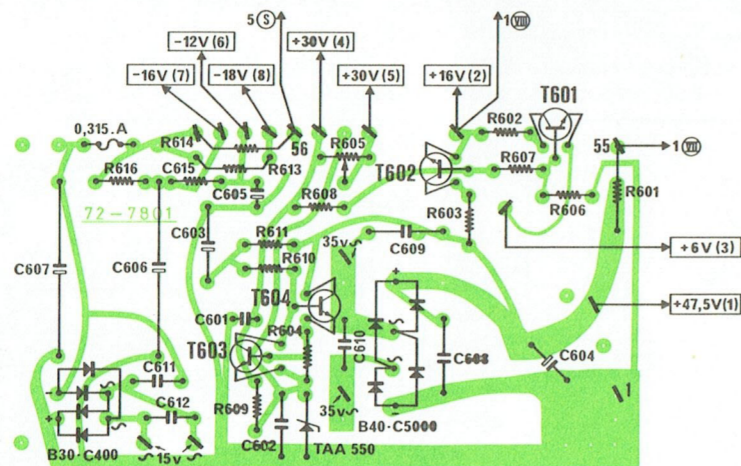 5 S
1 VIII
-12V (6)
+30V (4)
-16V (7)
-18V (8)
+30V (5)
+16V (2)
T601
R602
0,315.A
R614
56
R605
55
1 VII
R616
C615
R613
T602
R607
R601
C605
R608
R606
72-7801
R603
C603
R611
35v~
C609
+6V (3)
C607
C606
R610
T604
+
+47,5V(1)
C601
R604
C610
C608
C604
T603
C611
~
R609
35v~
1
-
+
C612
C602
-
B30·C400
~15v~
TAA 550
B40·C5000